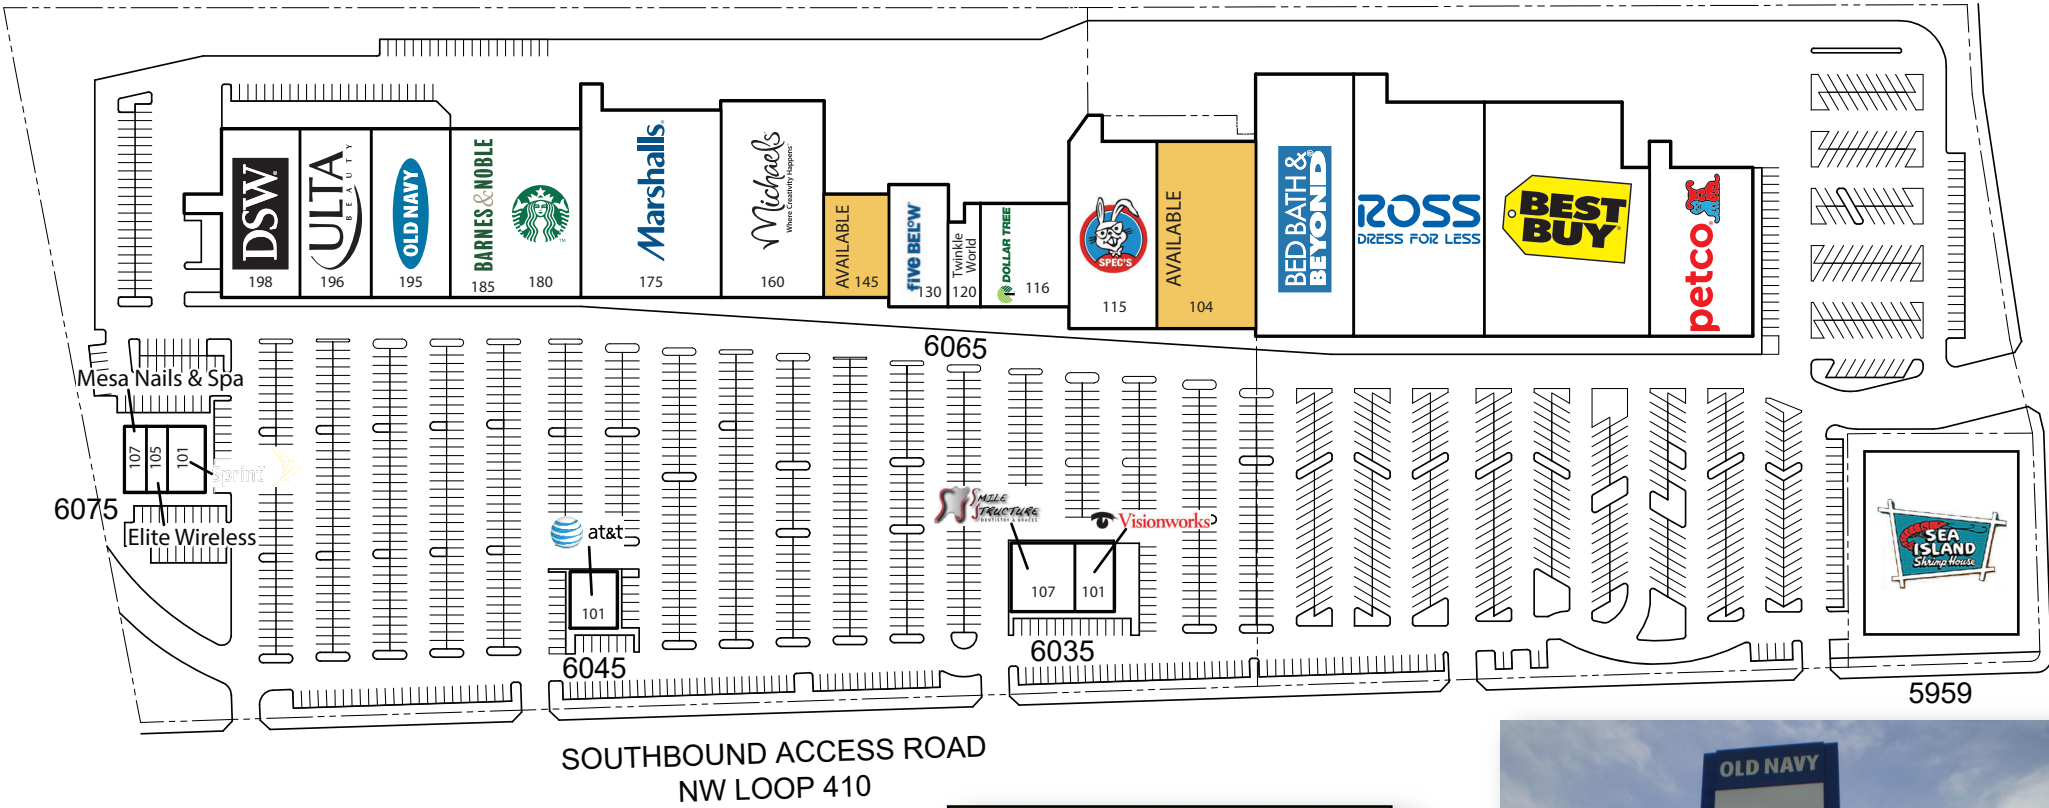 DSW
198
ULTA
BEAUTY
196
OLD NAVY
195
BARNES & NOBLE
185
180
Marshalls
175
Michaels
Where Creativity Happens
160
AVAILABLE
145
five BELOW
130
Twinkle
World
120
DOLLAR TREE
116
SPEC'S
115
AVAILABLE
104
BED BATH &
BEYOND
ROSS
DRESS FOR LESS
BEST
BUY
petco
6065
Mesa Nails & Spa
107
105
101
Sprint
6075
Elite Wireless
at&t
101
6045
SMILE
STRUCTURE
DENTISTRY & BRACES
Visionworks
107
101
6035
SEA
ISLAND
Shrimp House
5959
SOUTHBOUND ACCESS ROAD
NW LOOP 410
OLD NAVY